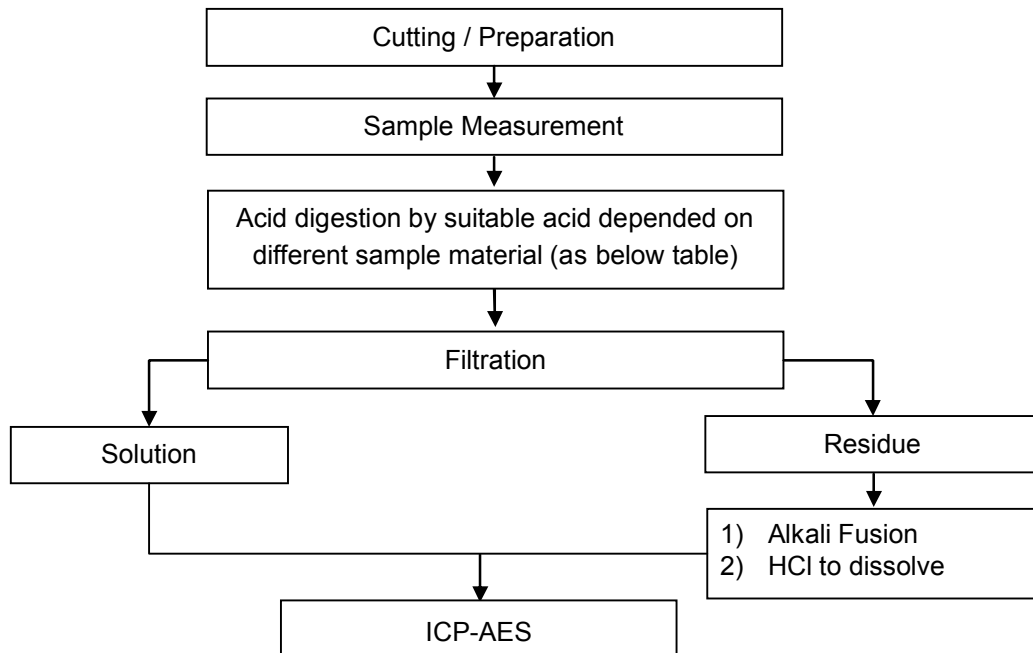 Cutting / Preparation
Sample Measurement
Acid digestion by suitable acid depended on
different sample material (as below table)
Filtration
Solution
Residue
1) Alkali Fusion
2) HCl to dissolve
ICP-AES